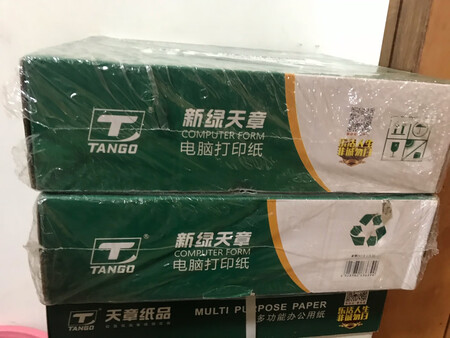 新绿天章
COMPUTER FORM
电脑打印纸
TANGO
新绿天章
COMPUTER FORM
电脑打印纸
TANGO
天章纸品
MULTI PURPOSE PAPER
多功能办公用纸
TANGO